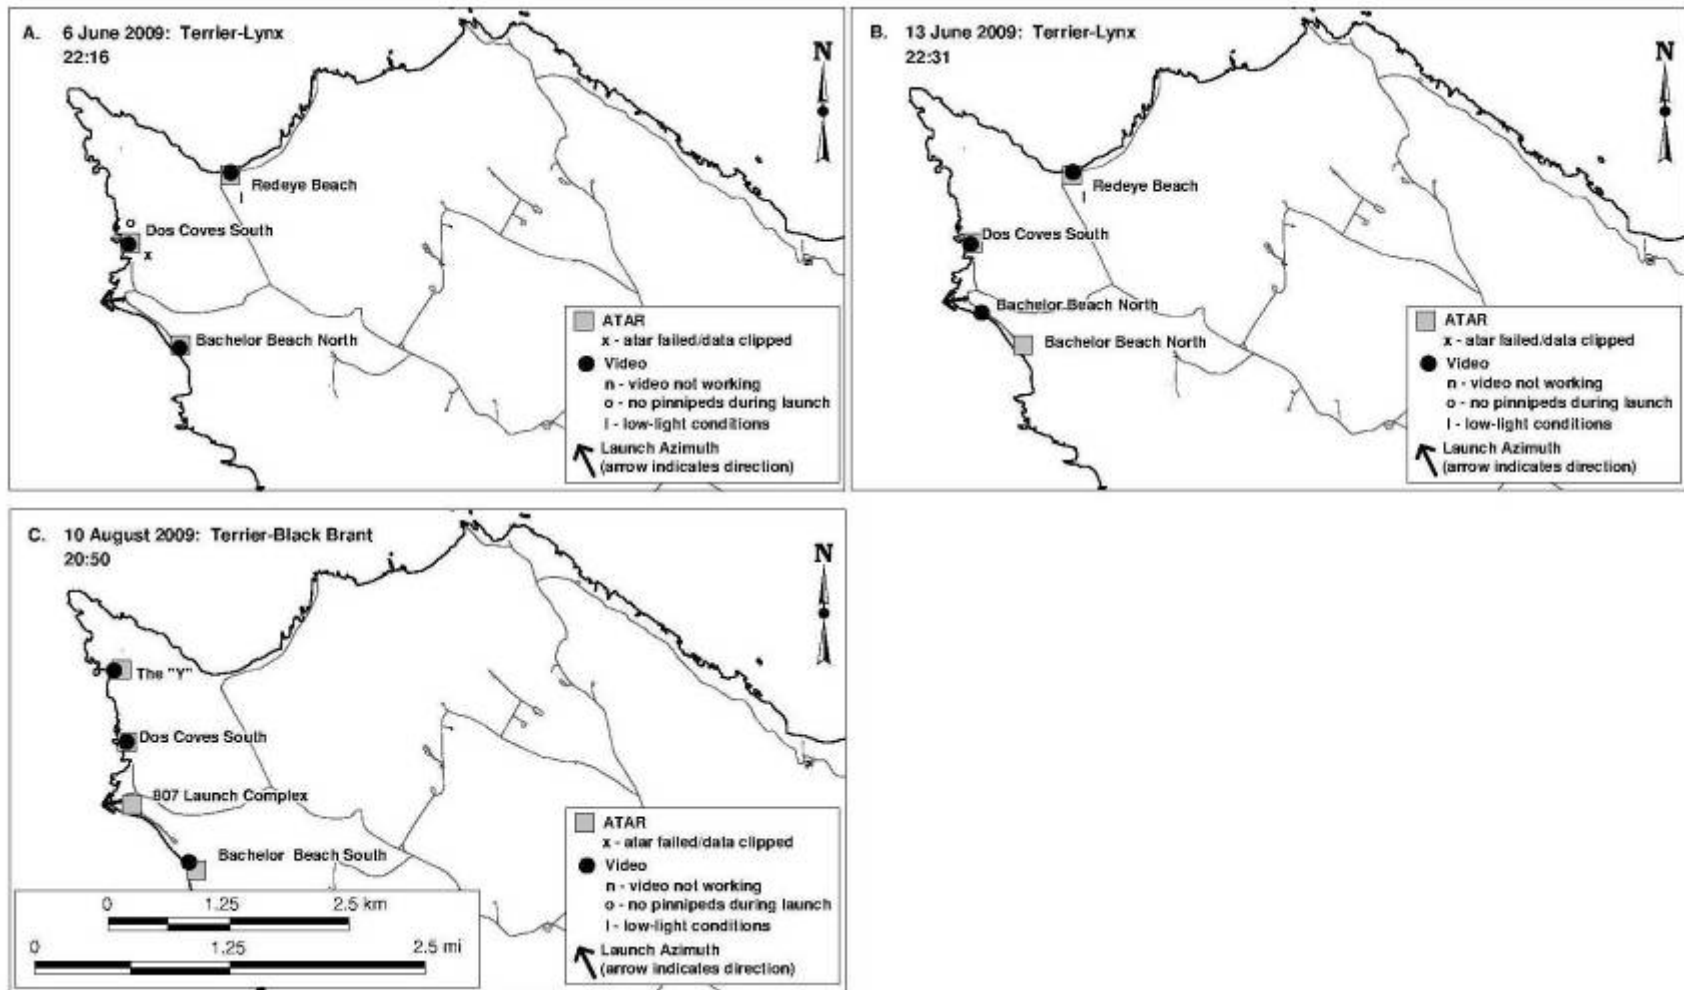 A. 6 June 2009: Terrier-Lynx
22:16
N
Redeye Beach
l
o
Dos Coves South
x
Bachelor Beach North
ATAR
x - atar failed/data clipped
Video
n - video not working
o - no pinnipeds during launch
l - low-light conditions
Launch Azimuth
(arrow indicates direction)
B. 13 June 2009: Terrier-Lynx
22:31
N
Redeye Beach
l
Dos Coves South
Bachelor Beach North
Bachelor Beach North
ATAR
x - atar failed/data clipped
Video
n - video not working
o - no pinnipeds during launch
l - low-light conditions
Launch Azimuth
(arrow indicates direction)
C. 10 August 2009: Terrier-Black Brant
20:50
N
The "Y"
Dos Coves South
807 Launch Complex
Bachelor Beach South
ATAR
x - atar failed/data clipped
Video
n - video not working
o - no pinnipeds during launch
l - low-light conditions
Launch Azimuth
(arrow indicates direction)
0 1.25 2.5 km
0 1.25 2.5 mi